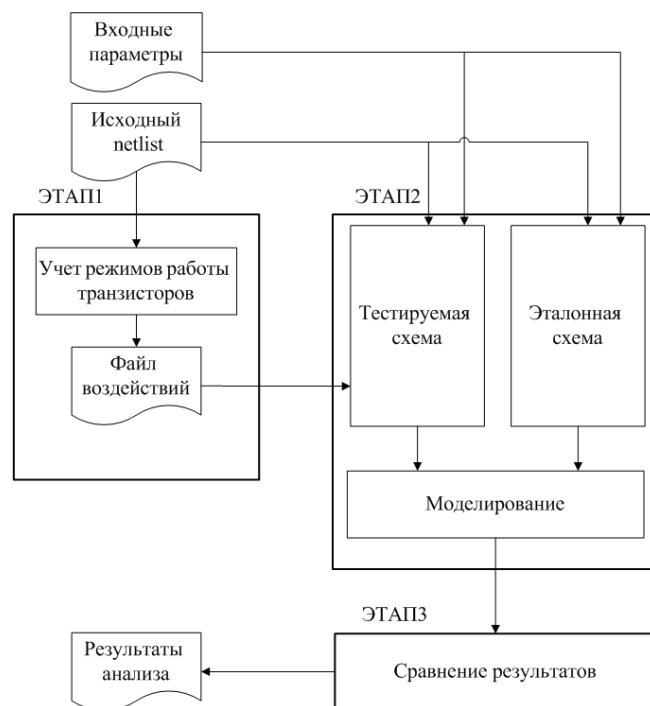 Входные
параметры
Исходный
netlist
ЭТАП1
ЭТАП2
Учет режимов работы
транзисторов
Файл
воздействий
Тестируемая
схема
Эталонная
схема
Моделирование
ЭТАП3
Результаты
анализа
Сравнение результатов